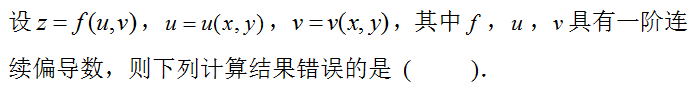 设 z = f(u,v)，u = u(x,y)，v = v(x,y)，其中 f ，u ，v 具有一阶连
续偏导数，则下列计算结果错误的是 (      )．